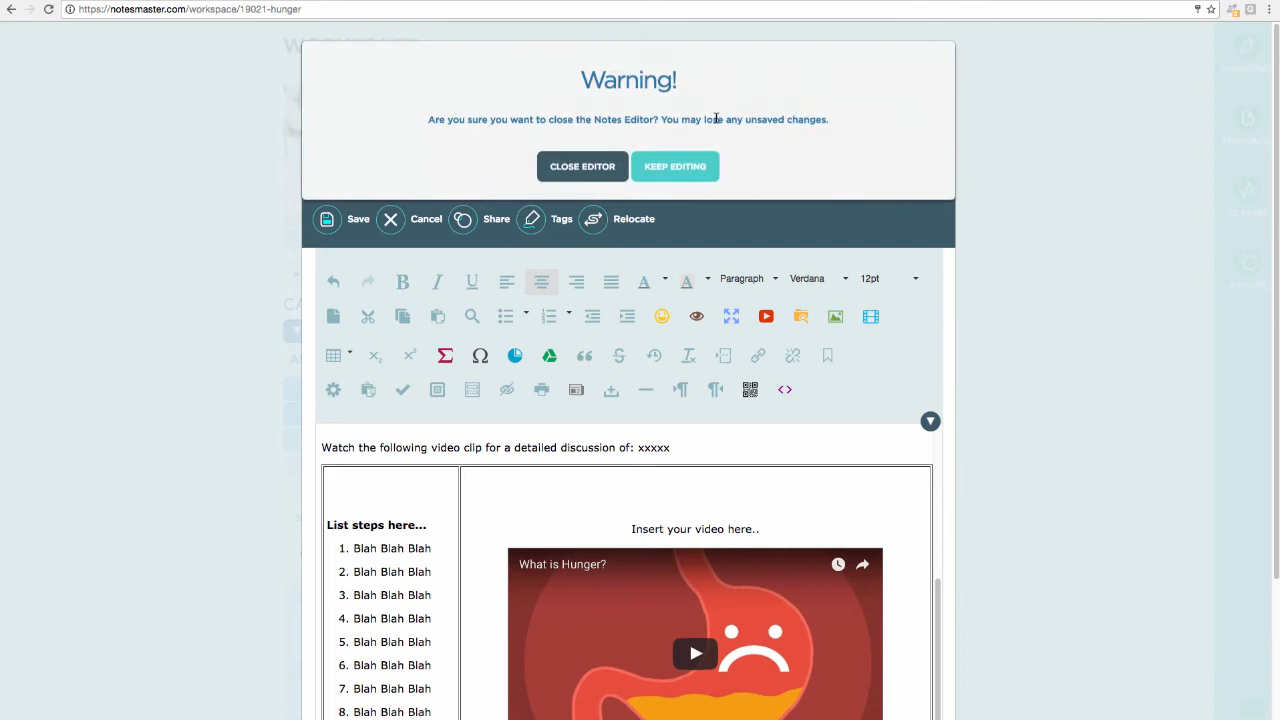 https://notesmaster.com/workspace/19021-hunger
Warning!
Are you sure you want to close the Notes Editor? You may lose any unsaved changes.
CLOSE EDITOR KEEP EDITING
Save Cancel Share Tags Relocate
Paragraph Verdana 12pt
Watch the following video clip for a detailed discussion of: xxxxx
List steps here...
1. Blah Blah Blah
2. Blah Blah Blah
3. Blah Blah Blah
4. Blah Blah Blah
5. Blah Blah Blah
6. Blah Blah Blah
7. Blah Blah Blah
8. Blah Blah Blah
Insert your video here..
What is Hunger?